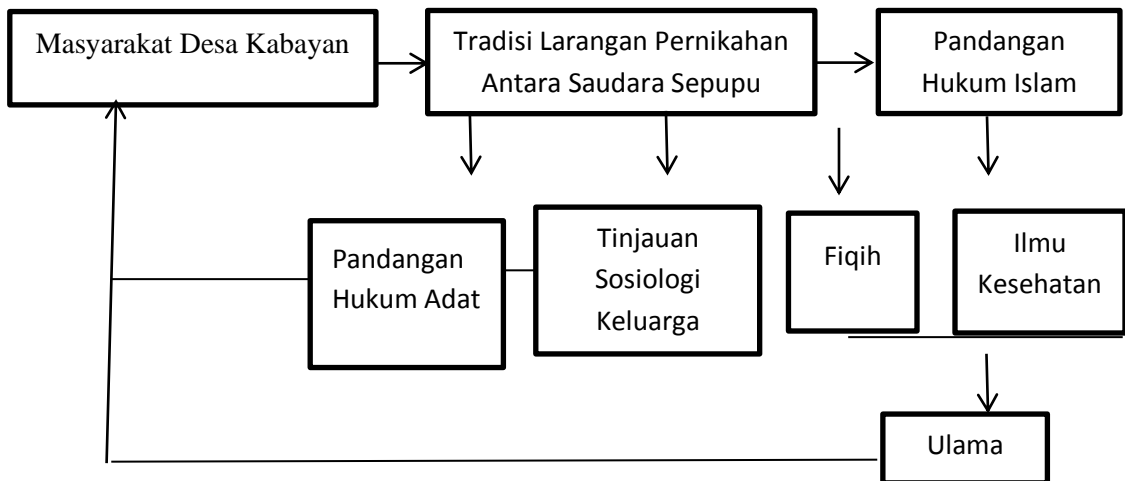 Masyarakat Desa Kabayan
Tradisi Larangan Pernikahan
Antara Saudara Sepupu
Pandangan
Hukum Islam
Pandangan
Hukum Adat
Tinjauan
Sosiologi
Keluarga
Fiqih
Ilmu
Kesehatan
Ulama